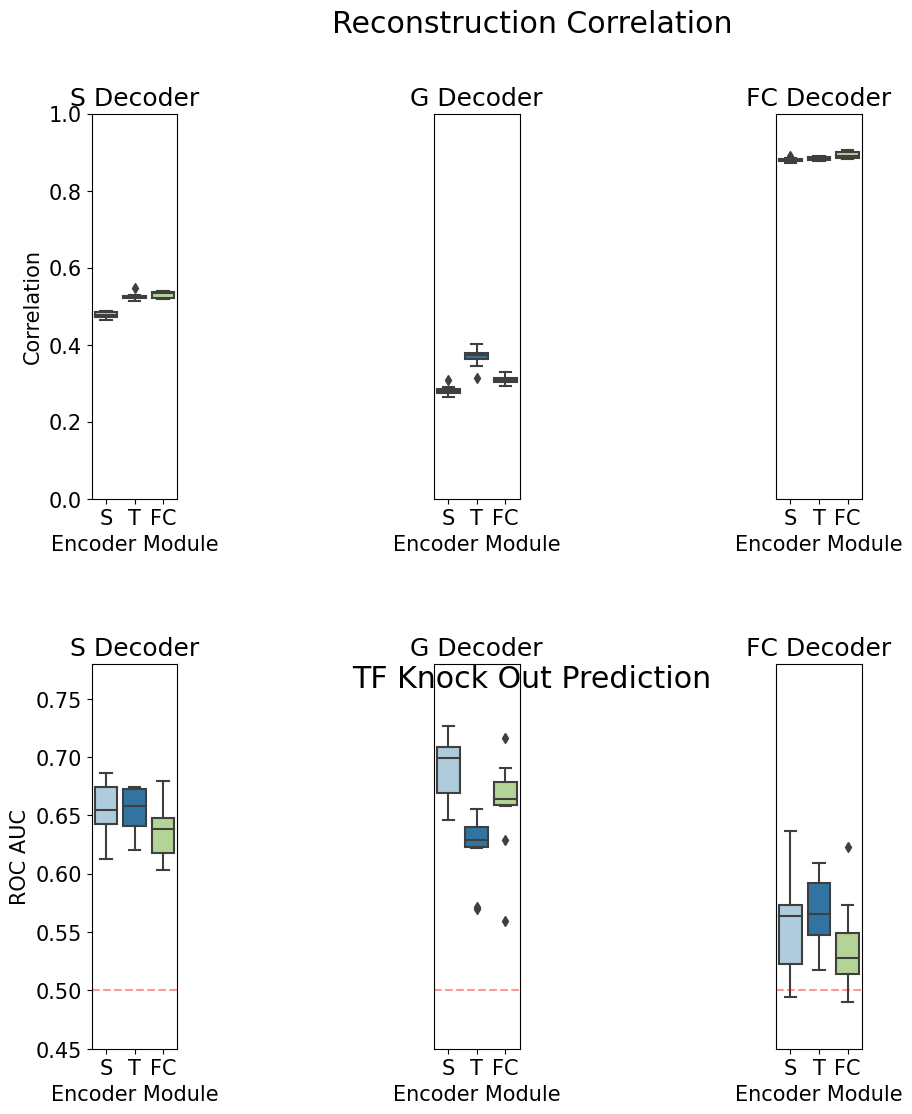 Reconstruction Correlation
S Decoder
G Decoder
FC Decoder
1.0
0.8
0.6
0.4
0.2
0.0
Correlation
S T FC
S T FC
S T FC
Encoder Module
Encoder Module
Encoder Module
S Decoder
G Decoder
FC Decoder
TF Knock Out Prediction
0.75
0.70
0.65
0.60
0.55
0.50
0.45
ROC AUC
S T FC
S T FC
S T FC
Encoder Module
Encoder Module
Encoder Module